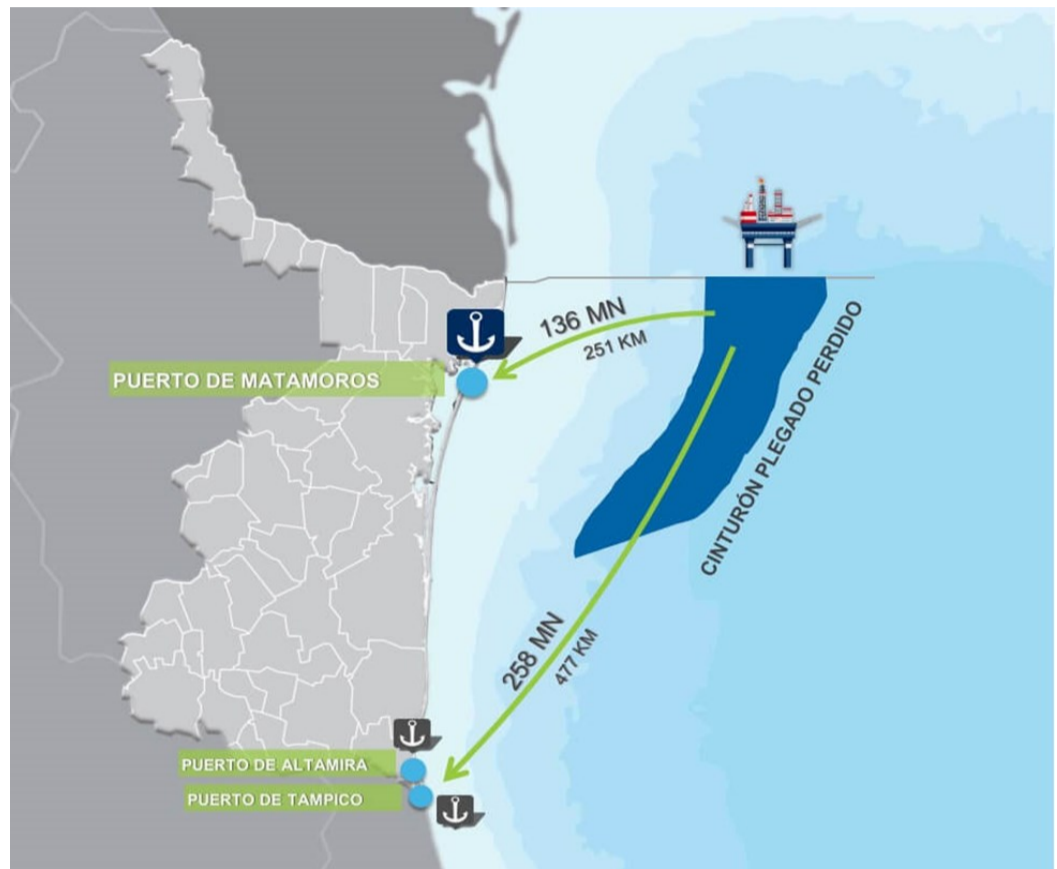 136 MN
251 KM
PUERTO DE MATAMOROS
CINTURÓN PLEGADO PERDIDO
258 MN
477 KM
PUERTO DE ALTAMIRA
PUERTO DE TAMPICO